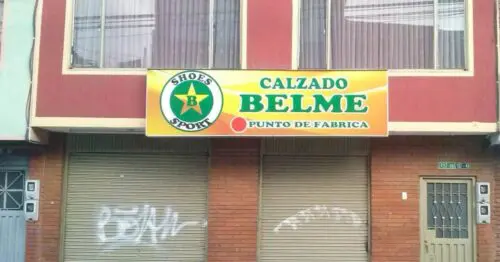 SHOES
B
SPORT
CALZADO
BELME
PUNTO DE FABRICA